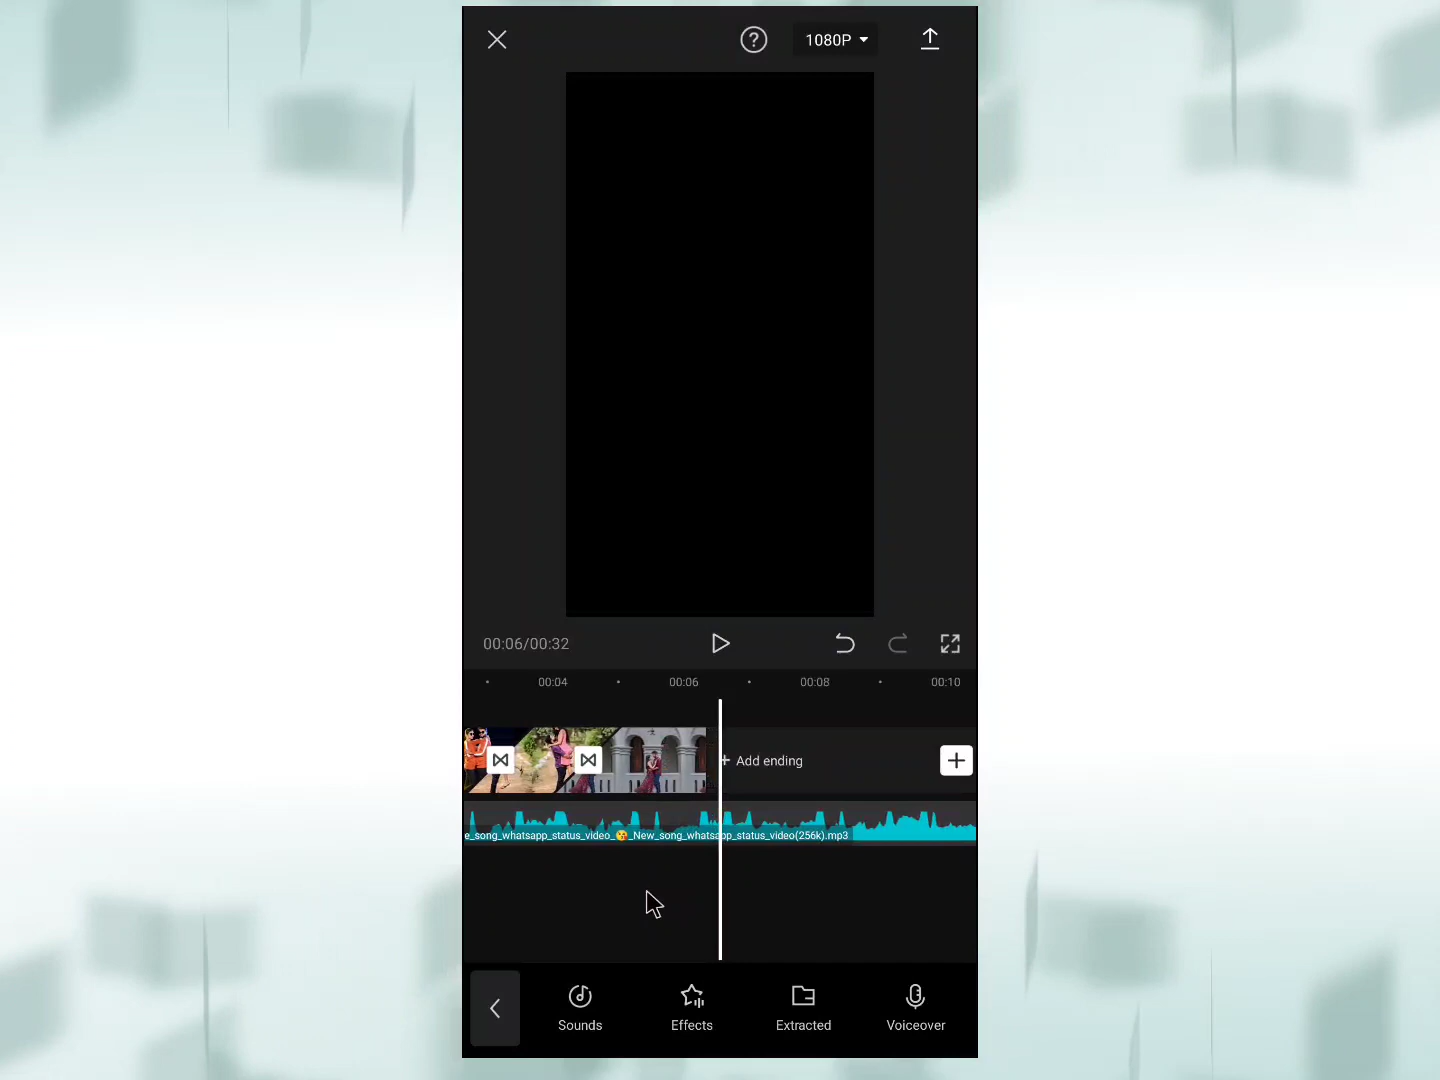 ? 1080P
00:06/00:32
00:04 00:06 00:08 00:10
Add ending
e_song_whatsapp_status_video_😘_New_song_whatsapp_status_video(256k).mp3
Sounds Effects Extracted Voiceover